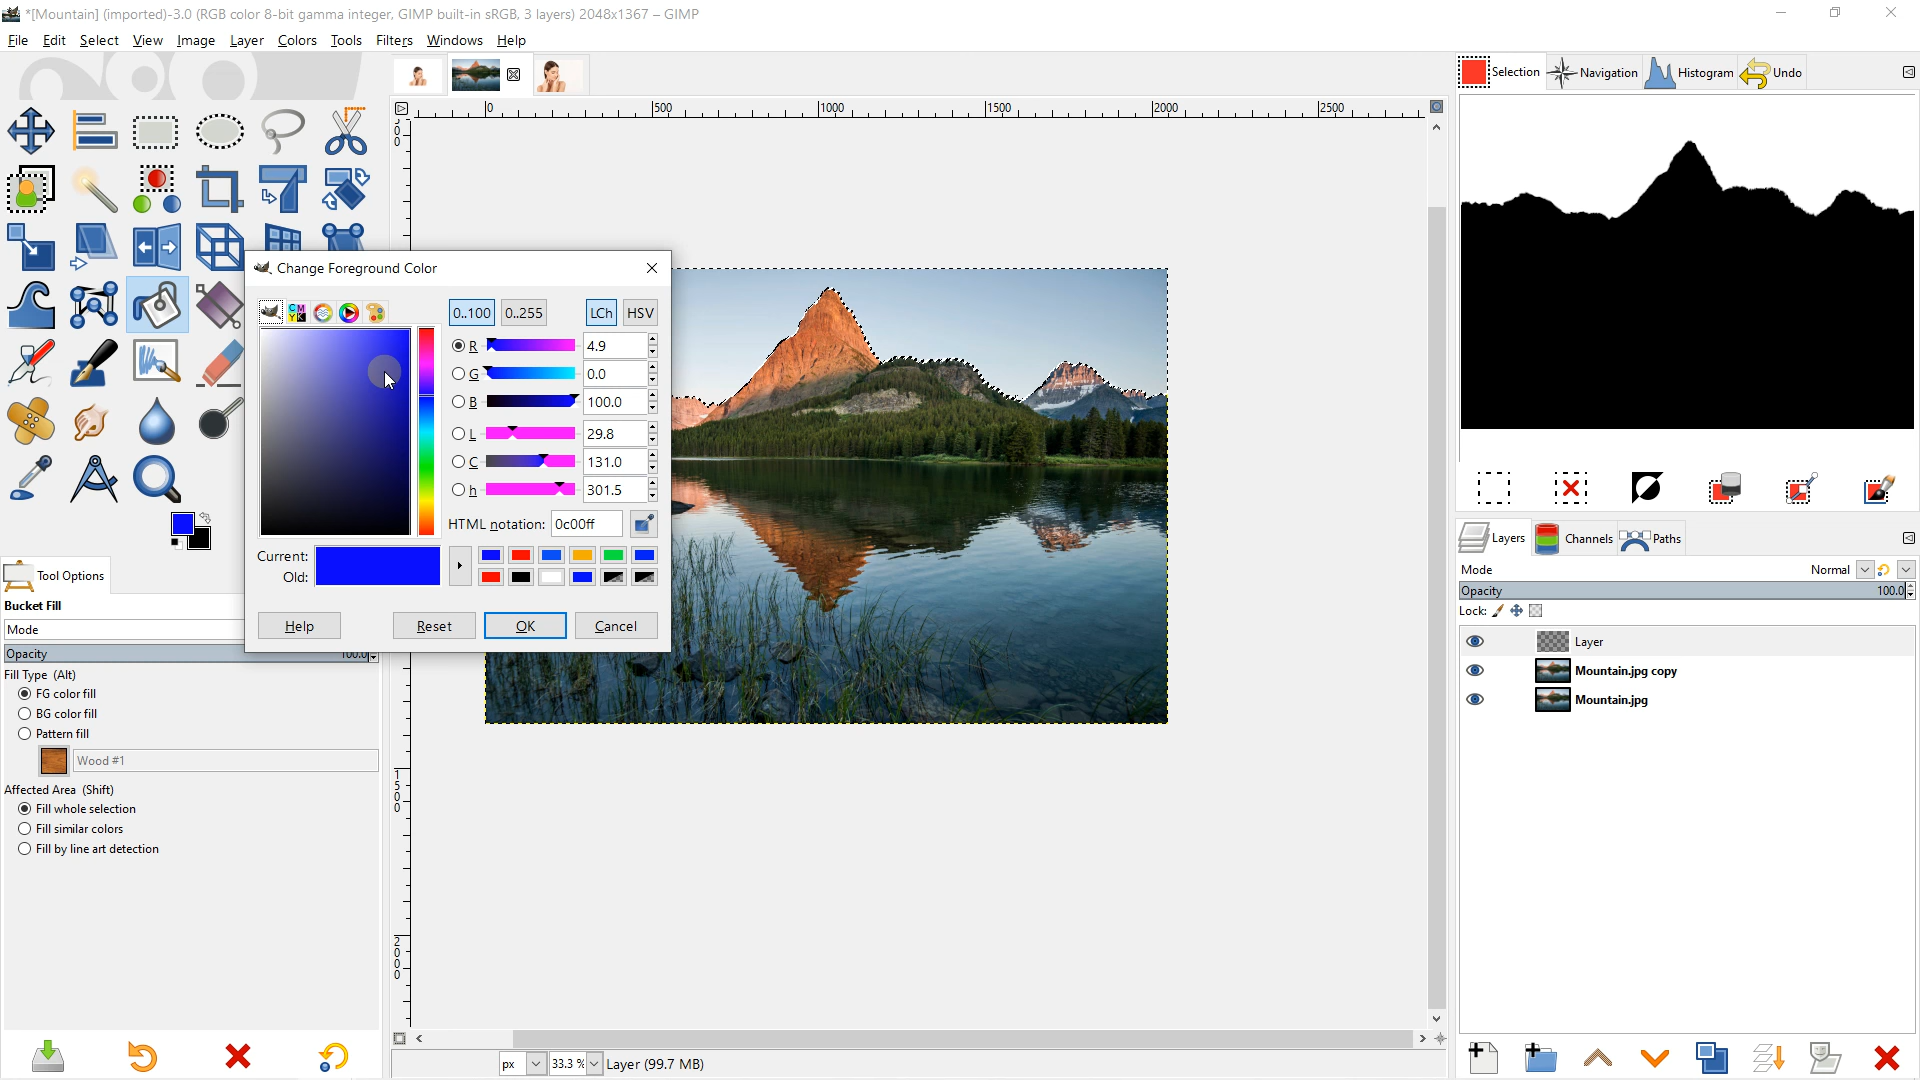 *[Mountain] (imported)-3.0 (RGB color 8-bit gamma integer, GIMP built-in sRGB, 3 layers) 2048x1367 – GIMP
File Edit Select View Image Layer Colors Tools Filters Windows Help
Selection Navigation Histogram Undo
0 500 1000 1500 2000 2500
Change Foreground Color
0..100 0..255 LCh HSV
R 4.9
G 0.0
B 100.0
L 29.8
C 131.0
h 301.5
HTML notation: 0c00ff
Current:
Old:
Help Reset OK Cancel
Tool Options
Bucket Fill
Mode
Opacity 100.0
Fill Type (Alt)
FG color fill
BG color fill
Pattern fill
Wood #1
Affected Area (Shift)
Fill whole selection
Fill similar colors
Fill by line art detection
1500
2000
px 33.3 % Layer (99.7 MB)
Layers Channels Paths
Mode Normal
Opacity 100.0
Lock:
Layer
Mountain.jpg copy
Mountain.jpg